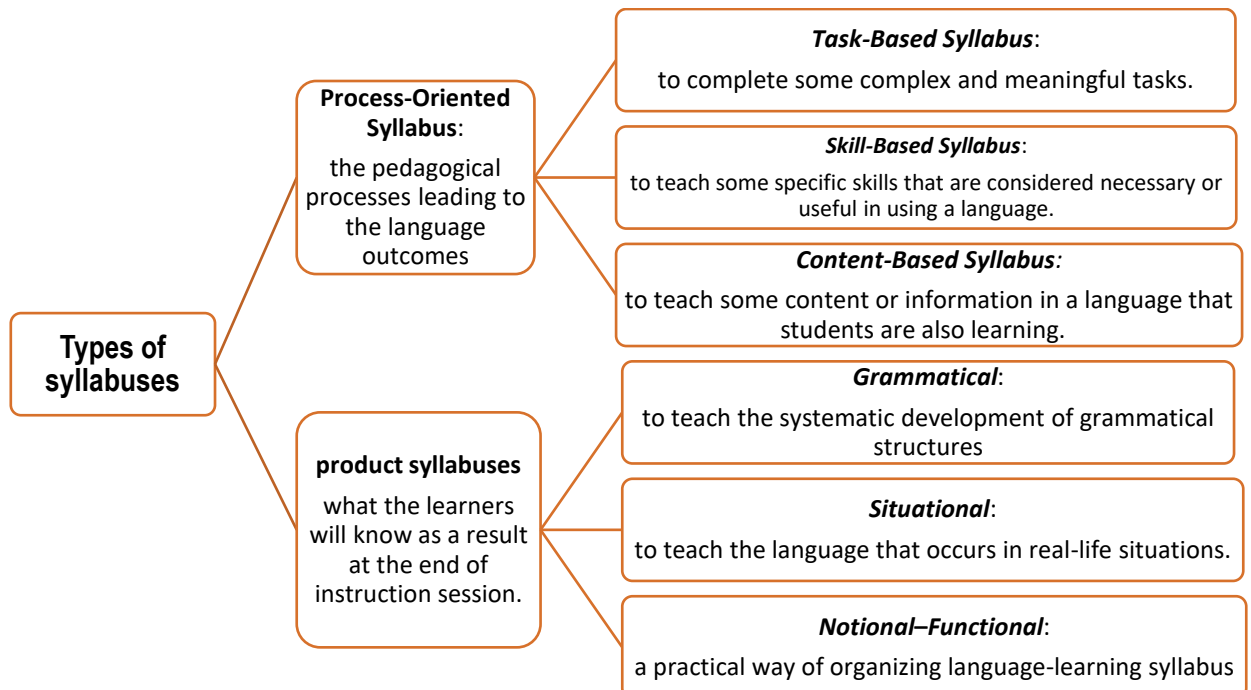 Types of
syllabuses
Process-Oriented
Syllabus:
the pedagogical
processes leading to
the language
outcomes
Task-Based Syllabus:
to complete some complex and meaningful tasks.
Skill-Based Syllabus:
to teach some specific skills that are considered necessary or
useful in using a language.
Content-Based Syllabus:
to teach some content or information in a language that
students are also learning.
product syllabuses
what the learners
will know as a result
at the end of
instruction session.
Grammatical:
to teach the systematic development of grammatical
structures
Situational:
to teach the language that occurs in real-life situations.
Notional–Functional:
a practical way of organizing language-learning syllabus